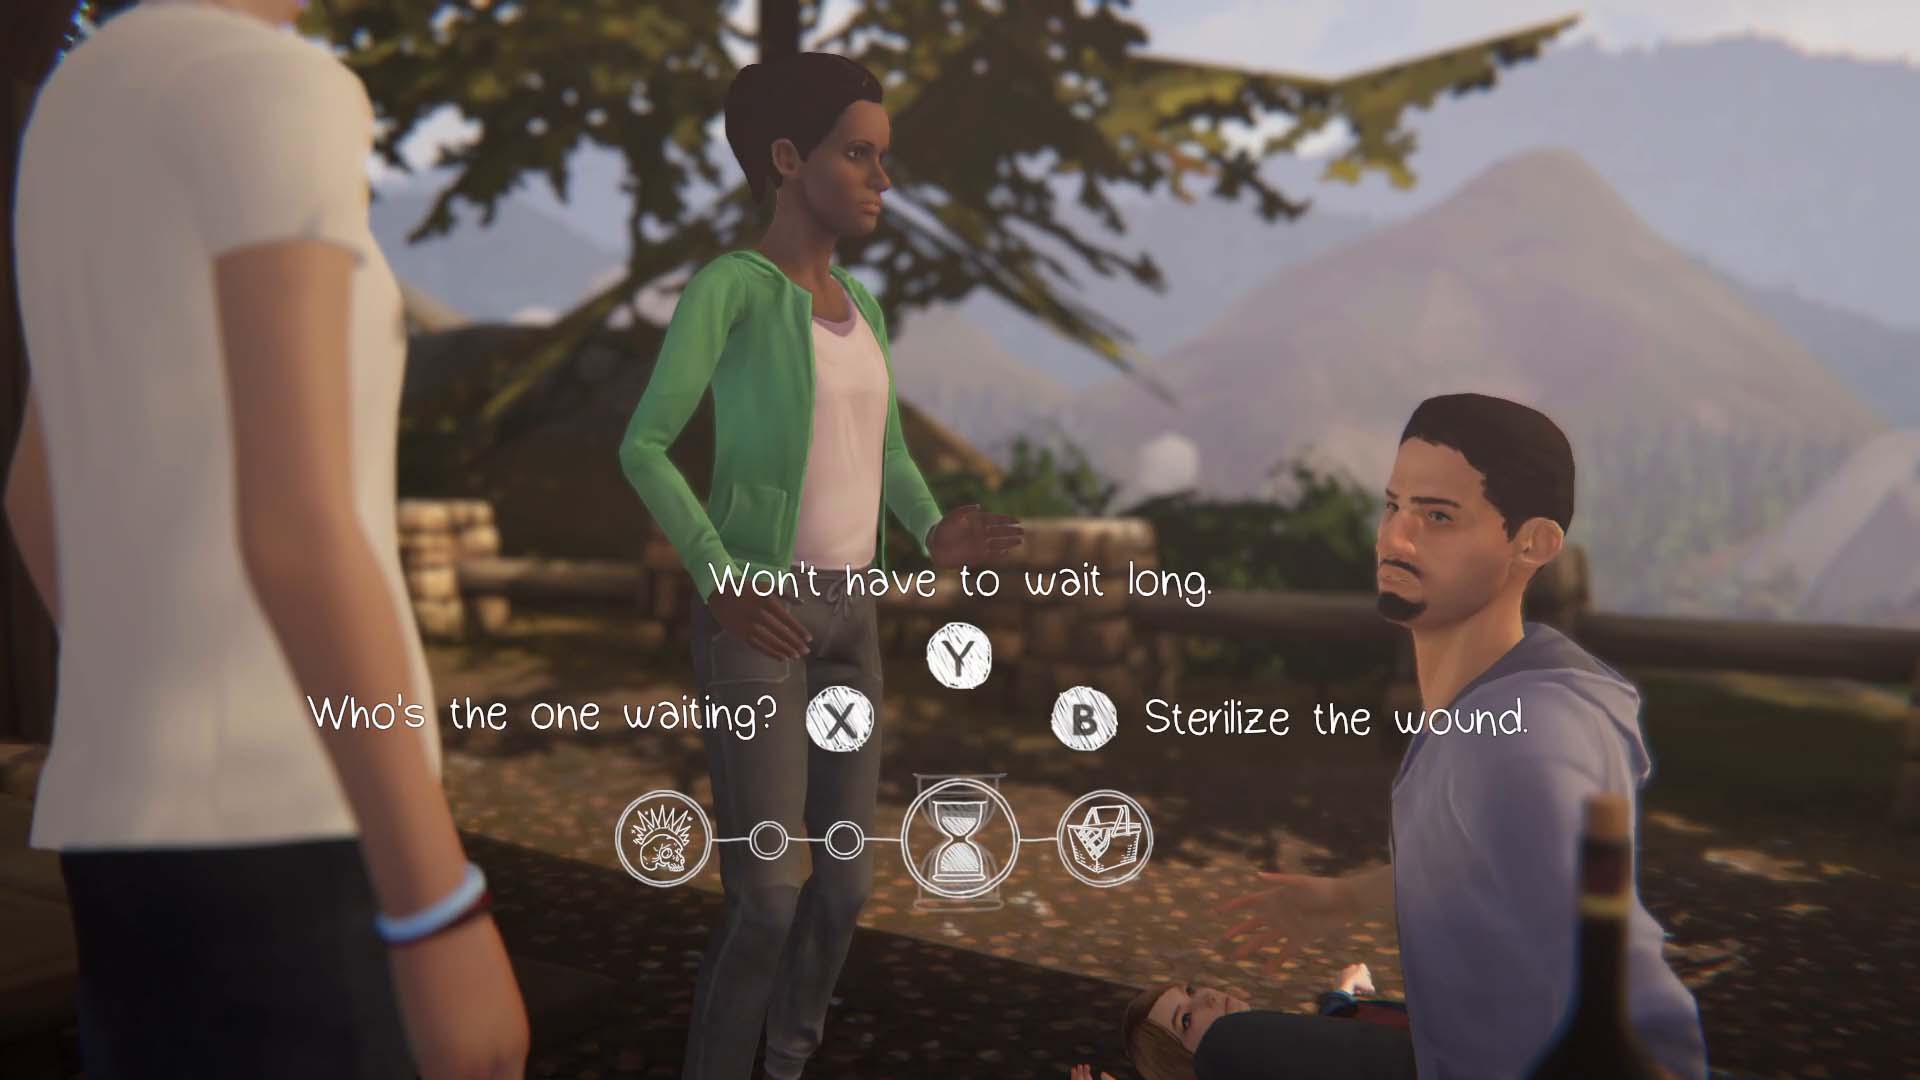 Won't have to wait long.
Y
Who's the one waiting? X
B Sterilize the wound.